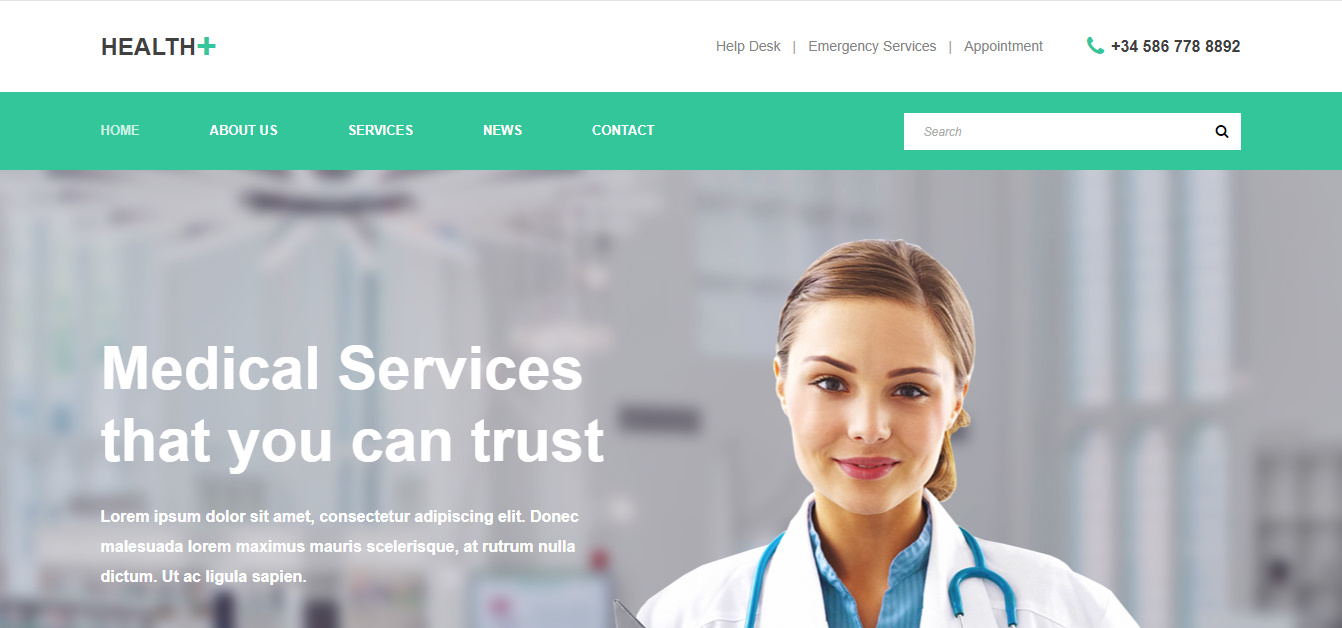 HEALTH+
Help Desk | Emergency Services | Appointment
+34 586 778 8892
HOME
ABOUT US
SERVICES
NEWS
CONTACT
Search
Medical Services
that you can trust
Lorem ipsum dolor sit amet, consectetur adipiscing elit. Donec
malesuada lorem maximus mauris scelerisque, at rutrum nulla
dictum. Ut ac ligula sapien.